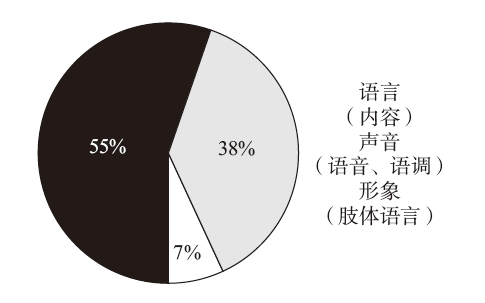 55%
38%
7%
语言
（内容）
声音
（语音、语调）
形象
（肢体语言）